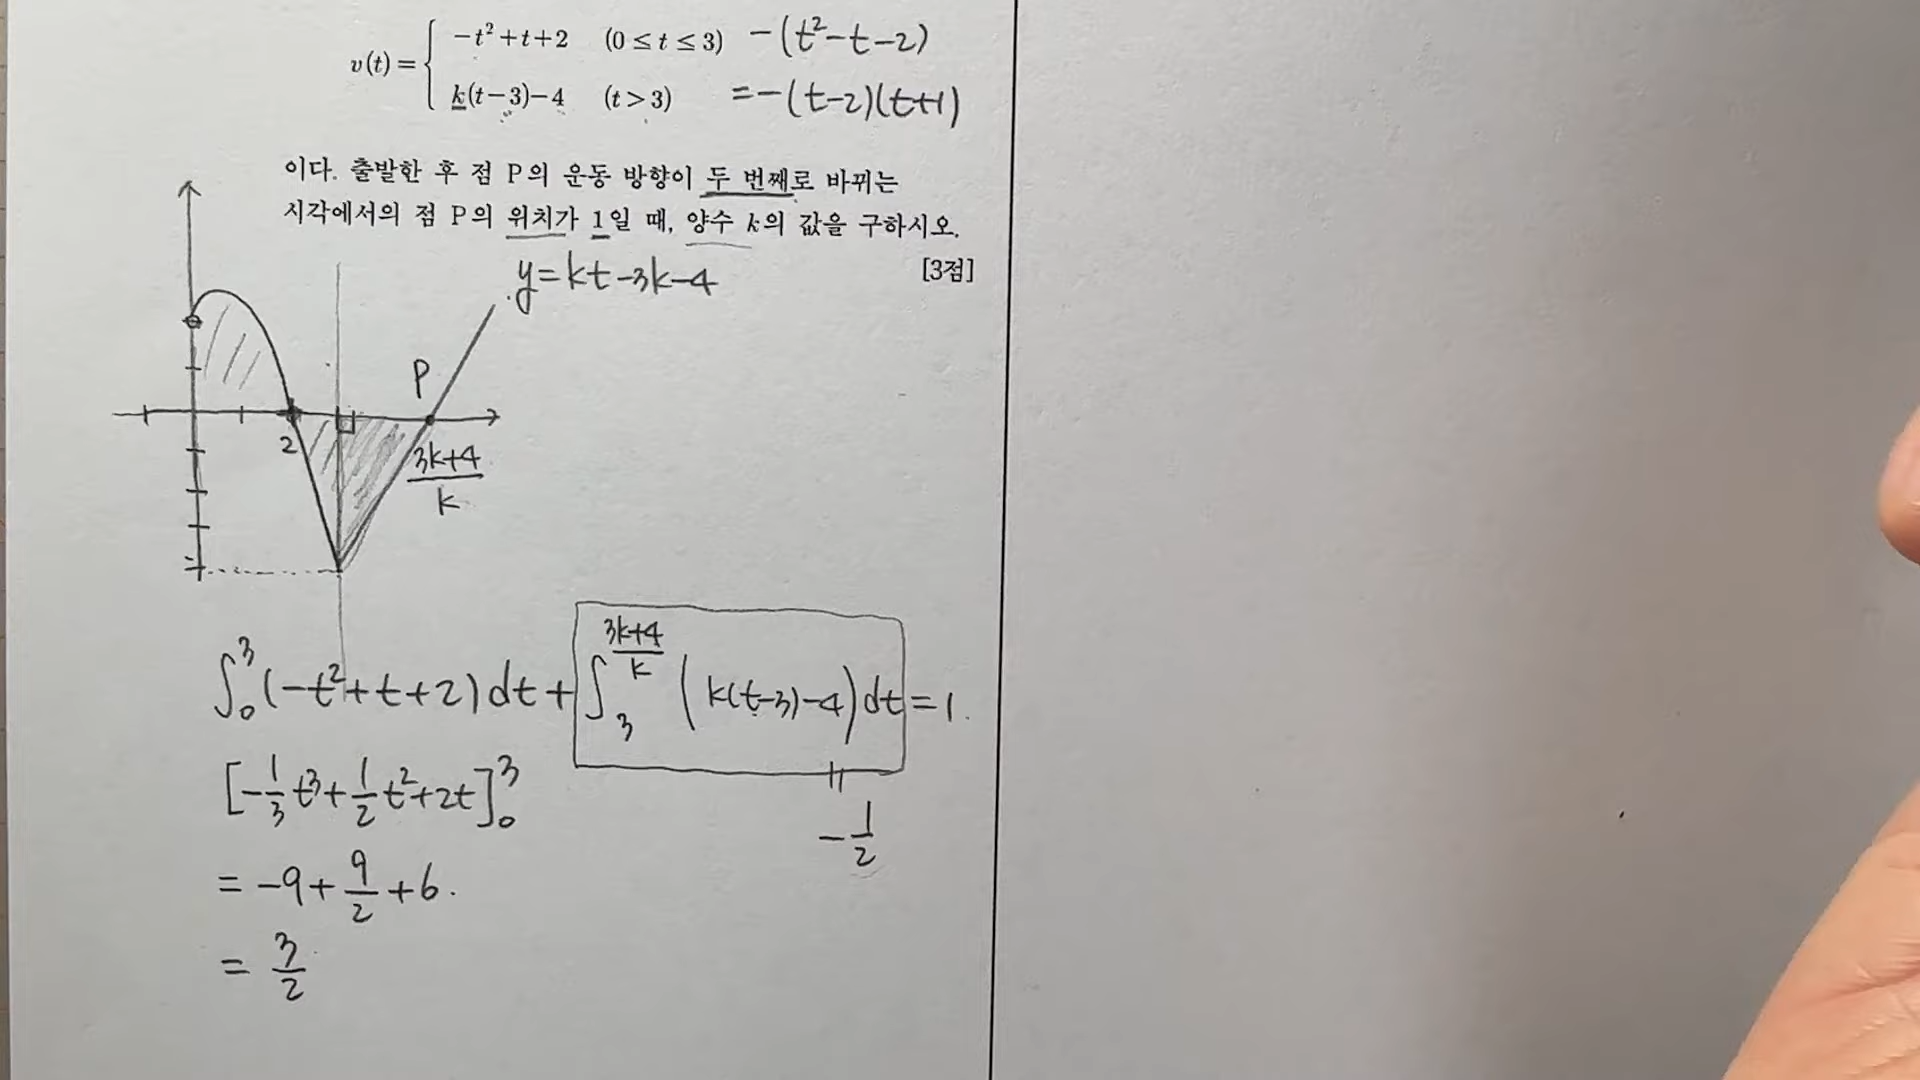 v(t) = { -t² + t + 2 (0 ≤ t ≤ 3) -(t²-t-2)
k(t-3)-4 (t > 3) = -(t-2)(t+1)
이다. 출발한 후 점 P의 운동 방향이 두 번째로 바뀌는
시각에서의 점 P의 위치가 1일 때, 양수 k의 값을 구하시오.
[3점]
y = kt-3k-4
P
2
3k+4/k
∫₀³(-t²+t+2)dt + ∫₃^(3k+4/k) (k(t-3)-4)dt = 1.
[-1/3 t³ + 1/2 t² + 2t]₀³
-1/2
= -9 + 9/2 + 6.
= 3/2